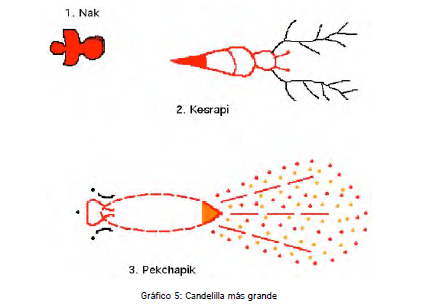 1. Nak
2. Kesrapi
3. Pekchapik
Gráfico 5: Candelilla más grande